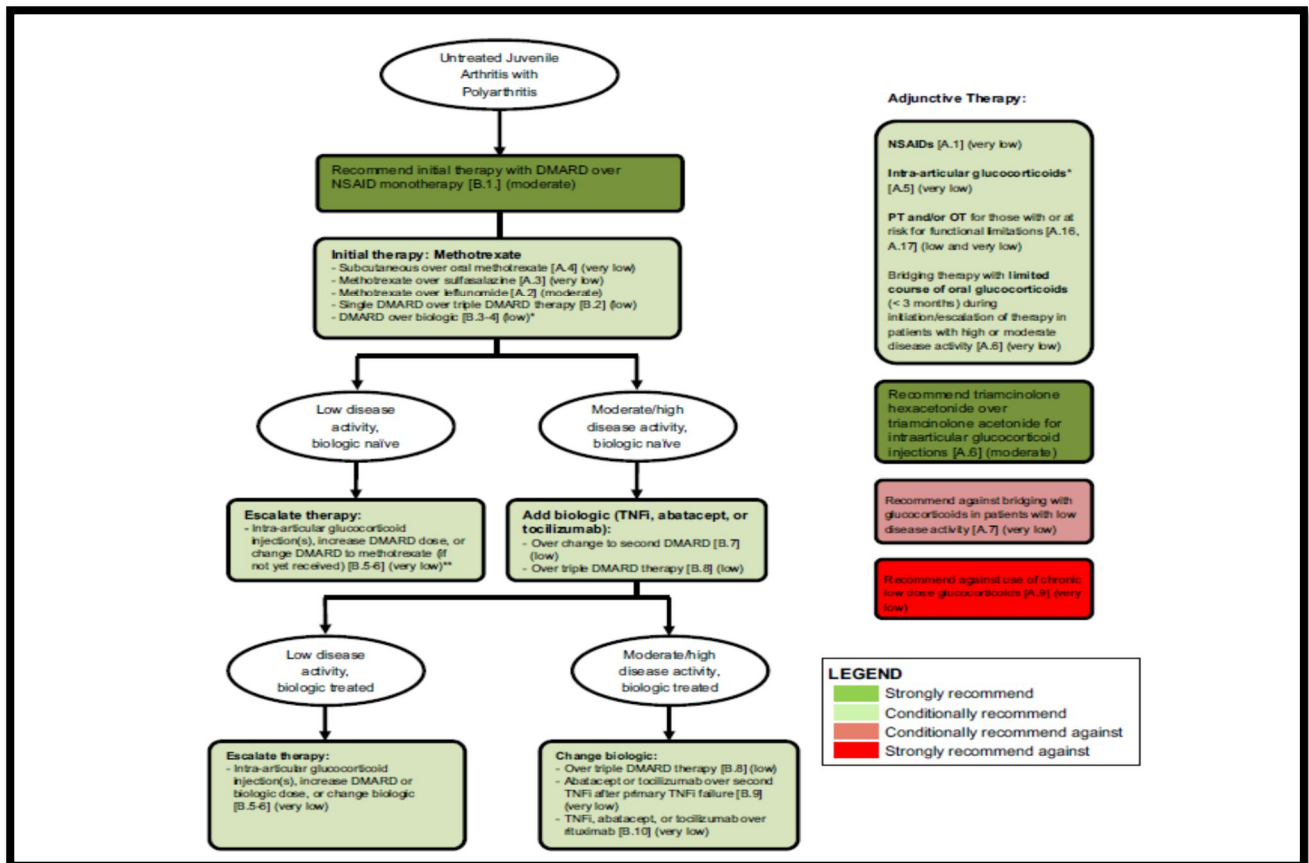 Untreated Juvenile
Arthritis with
Polyarthritis
Recommend initial therapy with DMARD over
NSAID monotherapy [B.1.] (moderate)
Initial therapy: Methotrexate
- Subcutaneous over oral methotrexate [A.4] (very low)
- Methotrexate over sulfasalazine [A.3] (very low)
- Methotrexate over leflunomide [A.2] (moderate)
- Single DMARD over triple DMARD therapy [B.2] (low)
- DMARD over biologic [B.3-4] (low)*
Low disease
activity,
biologic naïve
Moderate/high
disease activity,
biologic naïve
Escalate therapy:
- Intra-articular glucocorticoid
injection(s), increase DMARD dose, or
change DMARD to methotrexate (if
not yet received) [B.5-6] (very low)**
Add biologic (TNFi, abatacept, or
tocilizumab):
- Over change to second DMARD [B.7]
(low)
- Over triple DMARD therapy [B.8] (low)
Low disease
activity,
biologic treated
Moderate/high
disease activity,
biologic treated
Escalate therapy:
- Intra-articular glucocorticoid
injection(s), increase DMARD or
biologic dose, or change biologic
[B.5-6] (very low)
Change biologic:
- Over triple DMARD therapy [B.8] (low)
- Abatacept or tocilizumab over second
TNFi after primary TNFi failure [B.9]
(very low)
- TNFi, abatacept, or tocilizumab over
rituximab [B.10] (very low)
Adjunctive Therapy:
NSAIDs [A.1] (very low)
Intra-articular glucocorticoids*
[A.5] (very low)
PT and/or OT for those with or at
risk for functional limitations [A.16,
A.17] (low and very low)
Bridging therapy with limited
course of oral glucocorticoids
(< 3 months) during
initiation/escalation of therapy in
patients with high or moderate
disease activity [A.6] (very low)
Recommend triamcinolone
hexacetonide over
triamcinolone acetonide for
intraarticular glucocorticoid
injections [A.6] (moderate)
Recommend against bridging with
glucocorticoids in patients with low
disease activity [A.7] (very low)
Recommend against use of chronic
low dose glucocorticoids [A.9] (very
low)
LEGEND
Strongly recommend
Conditionally recommend
Conditionally recommend against
Strongly recommend against